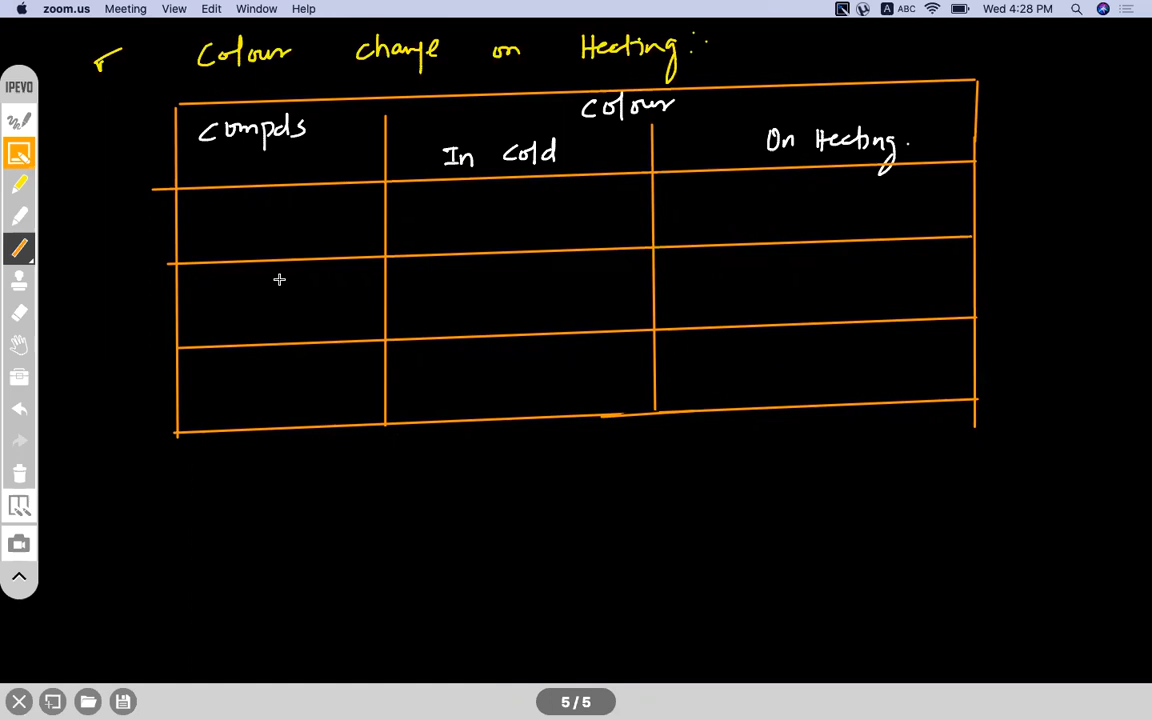 zoom.us Meeting View Edit Window Help A ABC Wed 4:28 PM
Colour change on Heating :-
IPEVO
Colour
Compds
In Cold
On Heating.
5 / 5